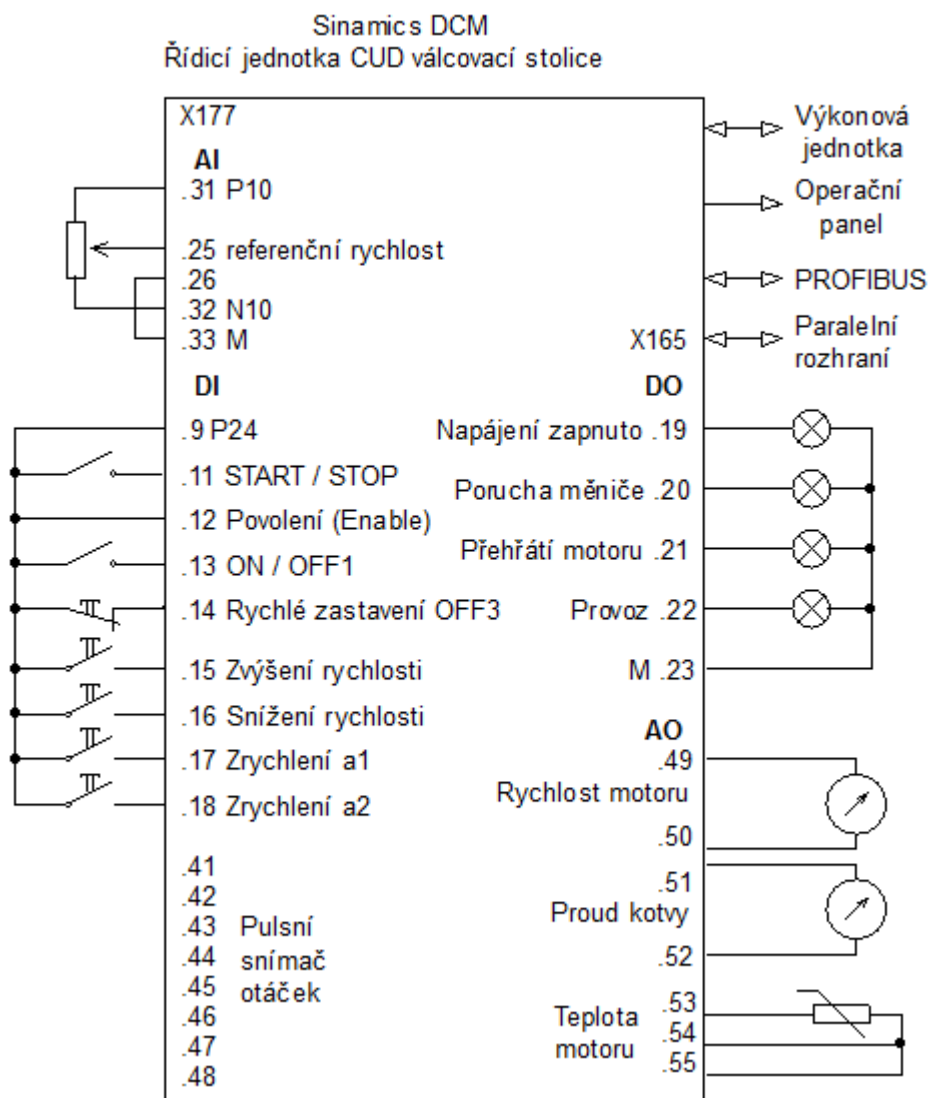 Sinamics DCM
Řídicí jednotka CUD válcovací stolice
X177
AI
.31 P10
.25 referenční rychlost
.26
.32 N10
.33 M
DI
.9 P24
.11 START / STOP
.12 Povolení (Enable)
.13 ON / OFF1
.14 Rychlé zastavení OFF3
.15 Zvýšení rychlosti
.16 Snížení rychlosti
.17 Zrychlení a1
.18 Zrychlení a2
.41
.42
.43 Pulsní
.44 snímač
.45 otáček
.46
.47
.48
Výkonová
jednotka
Operační
panel
PROFIBUS
X165 Paralelní
rozhraní
DO
Napájení zapnuto .19
Porucha měniče .20
Přehřátí motoru .21
Provoz .22
M .23
AO
.49
Rychlost motoru
.50
.51
Proud kotvy
.52
.53
Teplota
.54
motoru
.55